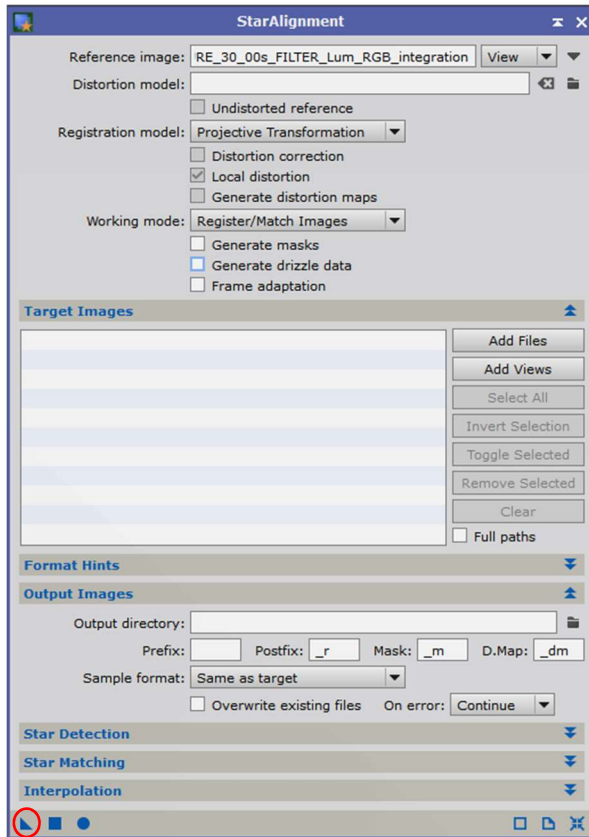 StarAlignment
Reference image: RE_30_00s_FILTER_Lum_RGB_integration View
Distortion model:
Undistorted reference
Registration model: Projective Transformation
Distortion correction
Local distortion
Generate distortion maps
Working mode: Register/Match Images
Generate masks
Generate drizzle data
Frame adaptation
Target Images
Add Files
Add Views
Select All
Invert Selection
Toggle Selected
Remove Selected
Clear
Full paths
Format Hints
Output Images
Output directory:
Prefix: Postfix: _r Mask: _m D.Map: _dm
Sample format: Same as target
Overwrite existing files On error: Continue
Star Detection
Star Matching
Interpolation